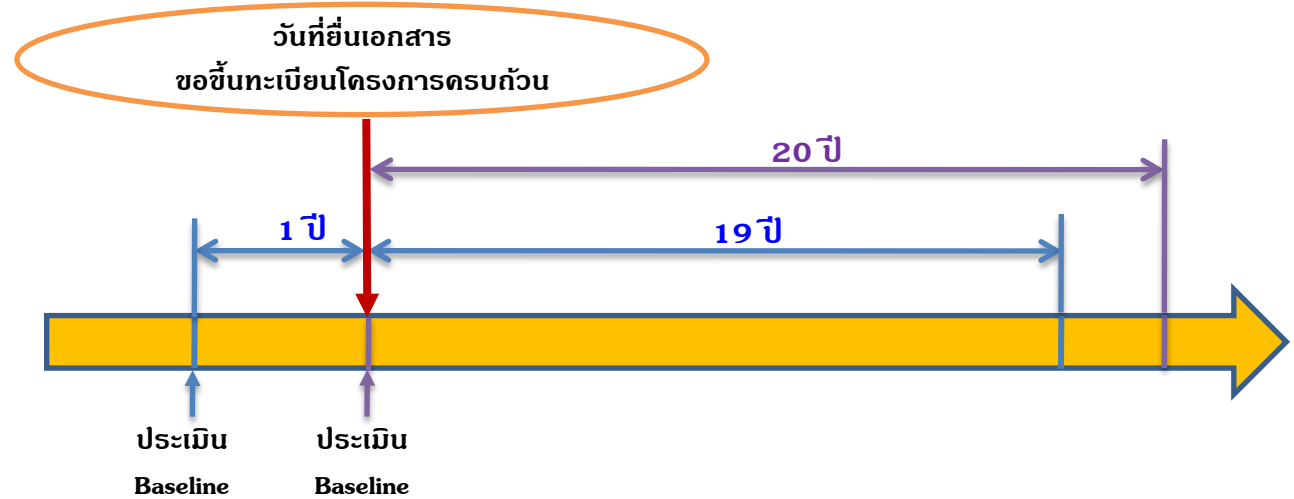 วันที่ยื่นเอกสาร
ขอขึ้นทะเบียนโครงการครบถ้วน
20 ปี
1 ปี
19 ปี
ประเมิน
Baseline
ประเมิน
Baseline